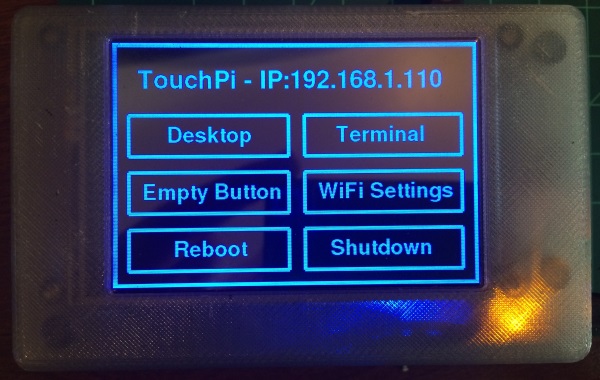 TouchPi - IP:192.168.1.110
Desktop
Terminal
Empty Button
WiFi Settings
Reboot
Shutdown